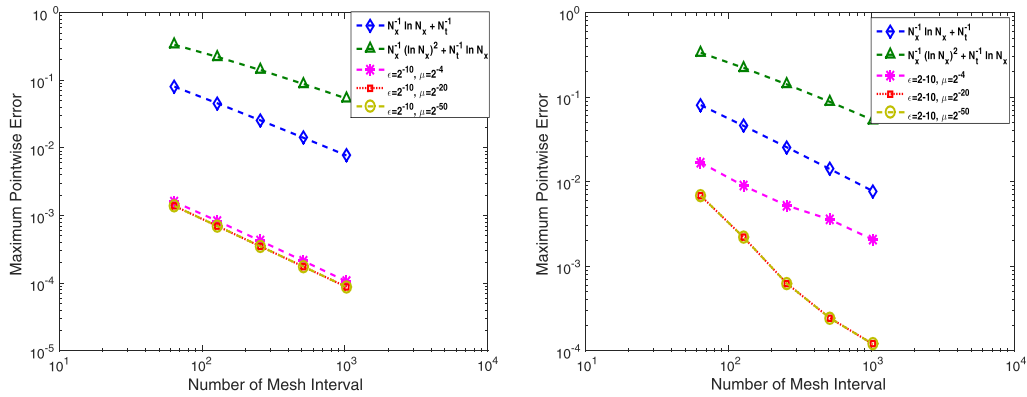 10^0
10^-1
10^-2
10^-3
10^-4
10^-5
Maximum Pointwise Error
10^1
10^2
10^3
10^4
Number of Mesh Interval
N_x^-1 ln N_x + N_t^-1
N_x^-1 (ln N_x)^2 + N_t^-1 ln N_x
ϵ=2^-10, μ=2^-4
ϵ=2^-10, μ=2^-20
ϵ=2^-10, μ=2^-50
10^0
10^-1
10^-2
10^-3
10^-4
Maximum Pointwise Error
10^1
10^2
10^3
10^4
Number of Mesh Interval
N_x^-1 ln N_x + N_t^-1
N_x^-1 (ln N_x)^2 + N_t^-1 ln N_x
ϵ=2-10, μ=2^-4
ϵ=2-10, μ=2^-20
ϵ=2-10, μ=2^-50